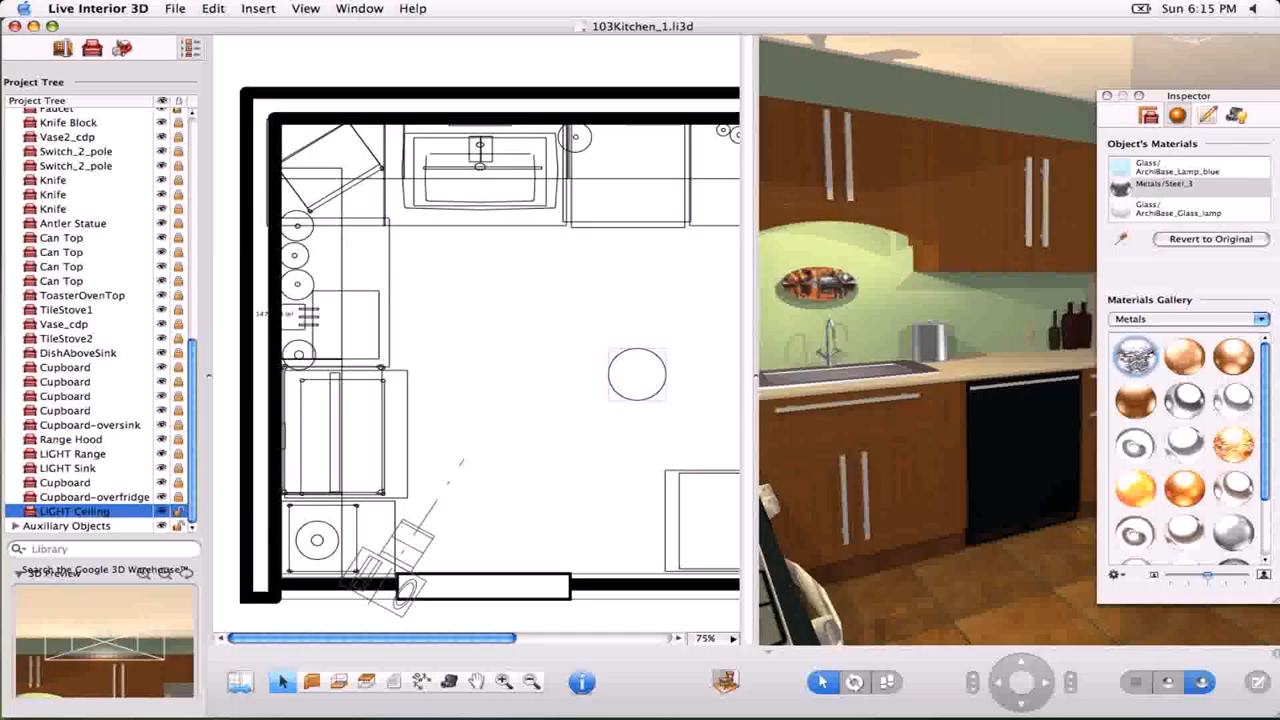 Live Interior 3D File Edit Insert View Window Help
Sun 6:15 PM
103Kitchen_1.li3d
Project Tree
Project Tree
Faucet
Knife Block
Vase2_cdp
Switch_2_pole
Switch_2_pole
Knife
Knife
Knife
Antler Statue
Can Top
Can Top
Can Top
Can Top
ToasterOvenTop
TileStove1
Vase_cdp
TileStove2
DishAboveSink
Cupboard
Cupboard
Cupboard
Cupboard
Cupboard-oversink
Range Hood
LIGHT Range
LIGHT Sink
Cupboard
Cupboard-overfridge
LIGHT Ceiling
Auxiliary Objects
Library
Search the Google 3D Warehouse™
3D Preview
75%
Inspector
Object's Materials
Glass/
ArchiBase_Lamp_blue
Metals/Steel_3
Glass/
ArchiBase_Glass_lamp
Revert to Original
Materials Gallery
Metals